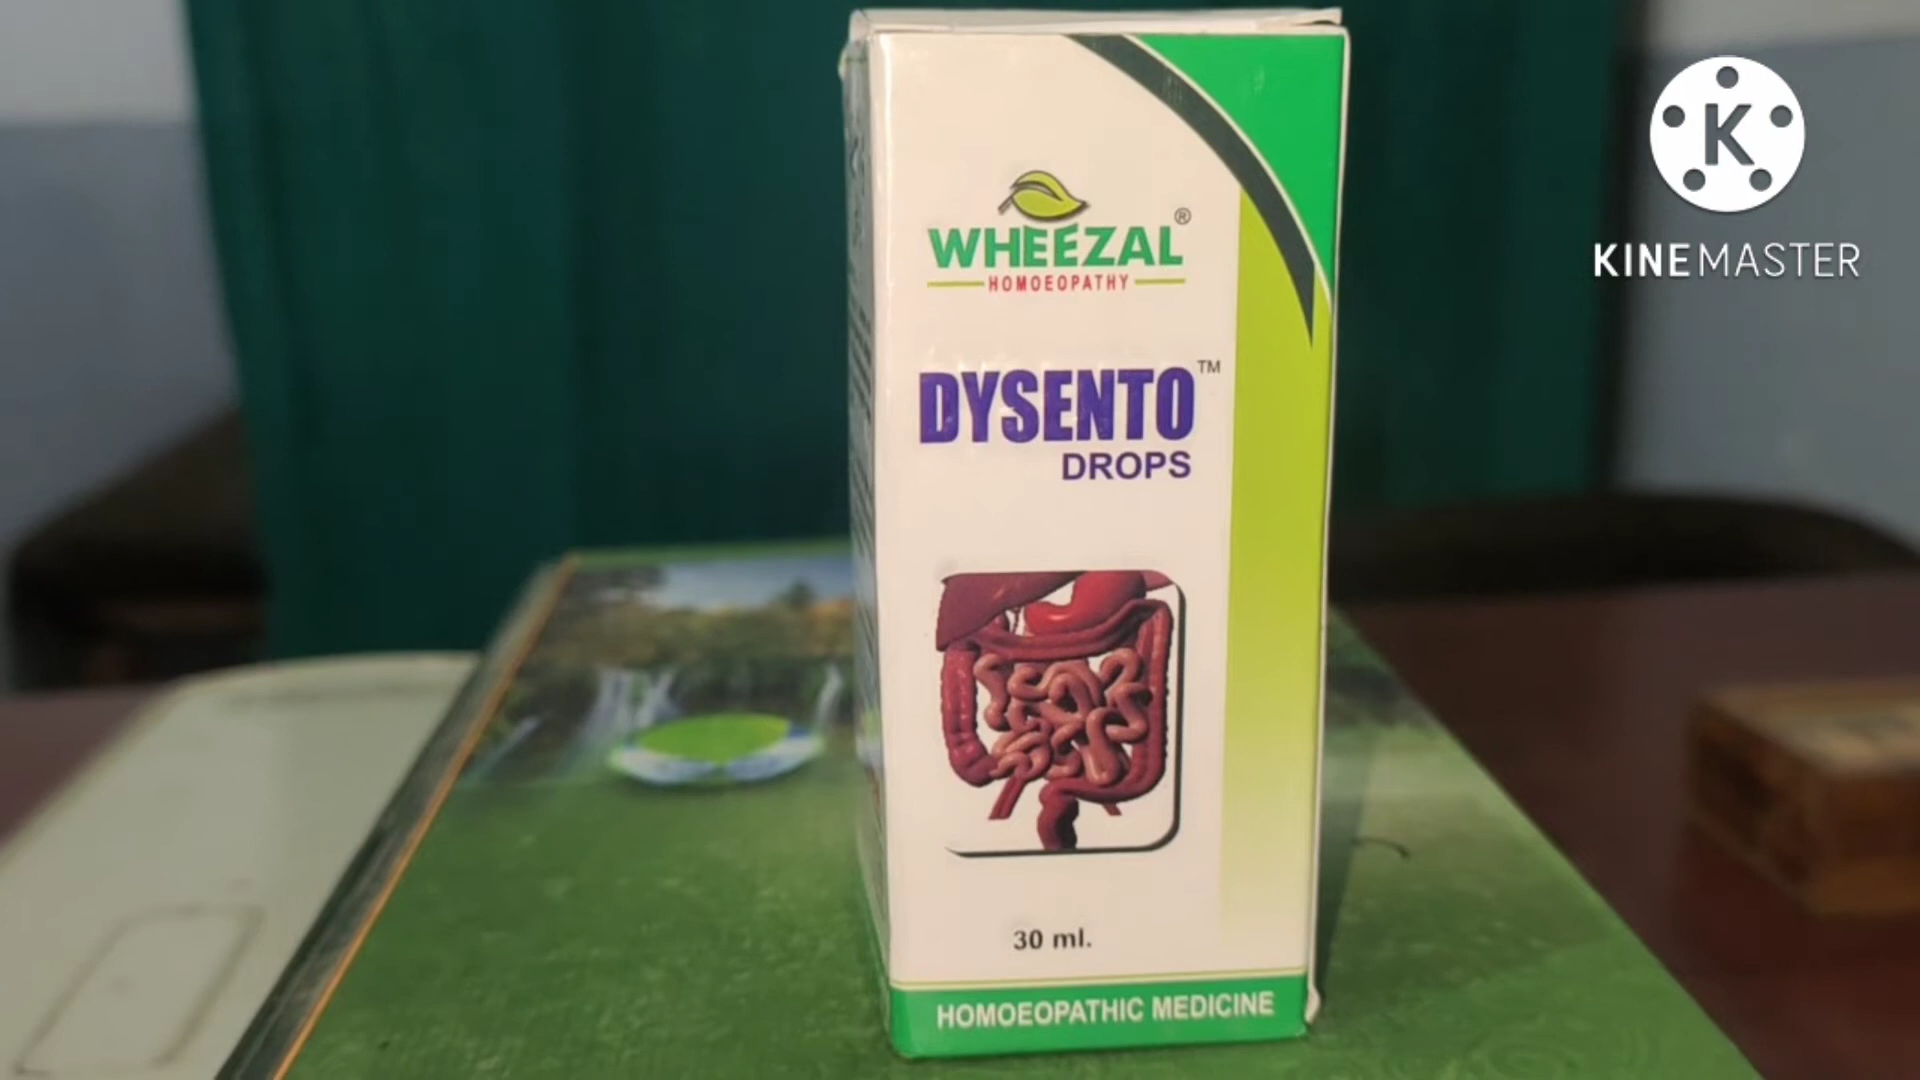 WHEEZAL®
HOMOEOPATHY
DYSENTO™
DROPS
30 ml.
HOMOEOPATHIC MEDICINE
K
KINEMASTER